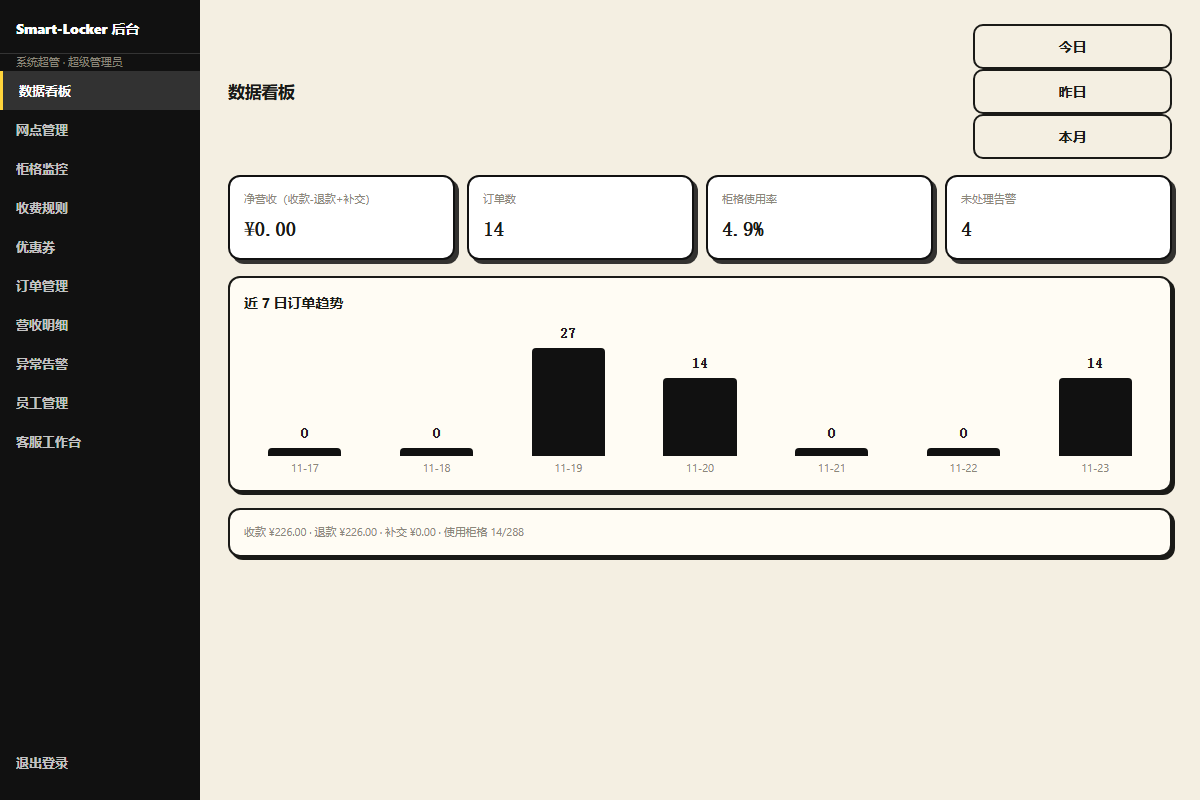 Smart-Locker 后台
系统超管 · 超级管理员
数据看板
网点管理
柜格监控
收费规则
优惠券
订单管理
营收明细
异常告警
员工管理
客服工作台
退出登录
数据看板
今日
昨日
本月
净营收（收款-退款+补交）
¥0.00
订单数
14
柜格使用率
4.9%
未处理告警
4
近 7 日订单趋势
0
0
27
14
0
0
14
11-17
11-18
11-19
11-20
11-21
11-22
11-23
收款 ¥226.00 · 退款 ¥226.00 · 补交 ¥0.00 · 使用柜格 14/288